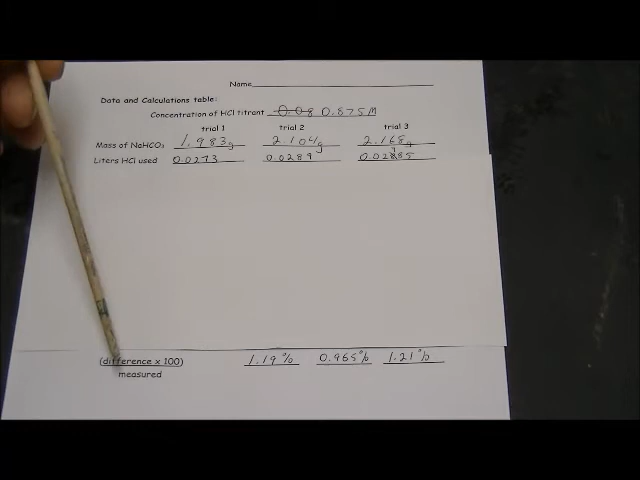 Name
Data and Calculations table:
Concentration of HCl titrant 0.08 0.875M
trial 1 trial 2 trial 3
Mass of NaHCO₃ 1.983g 2.104g 2.168g
Liters HCl used 0.0273 0.0289
(difference x 100) 1.19% 0.965% 1.21%
measured